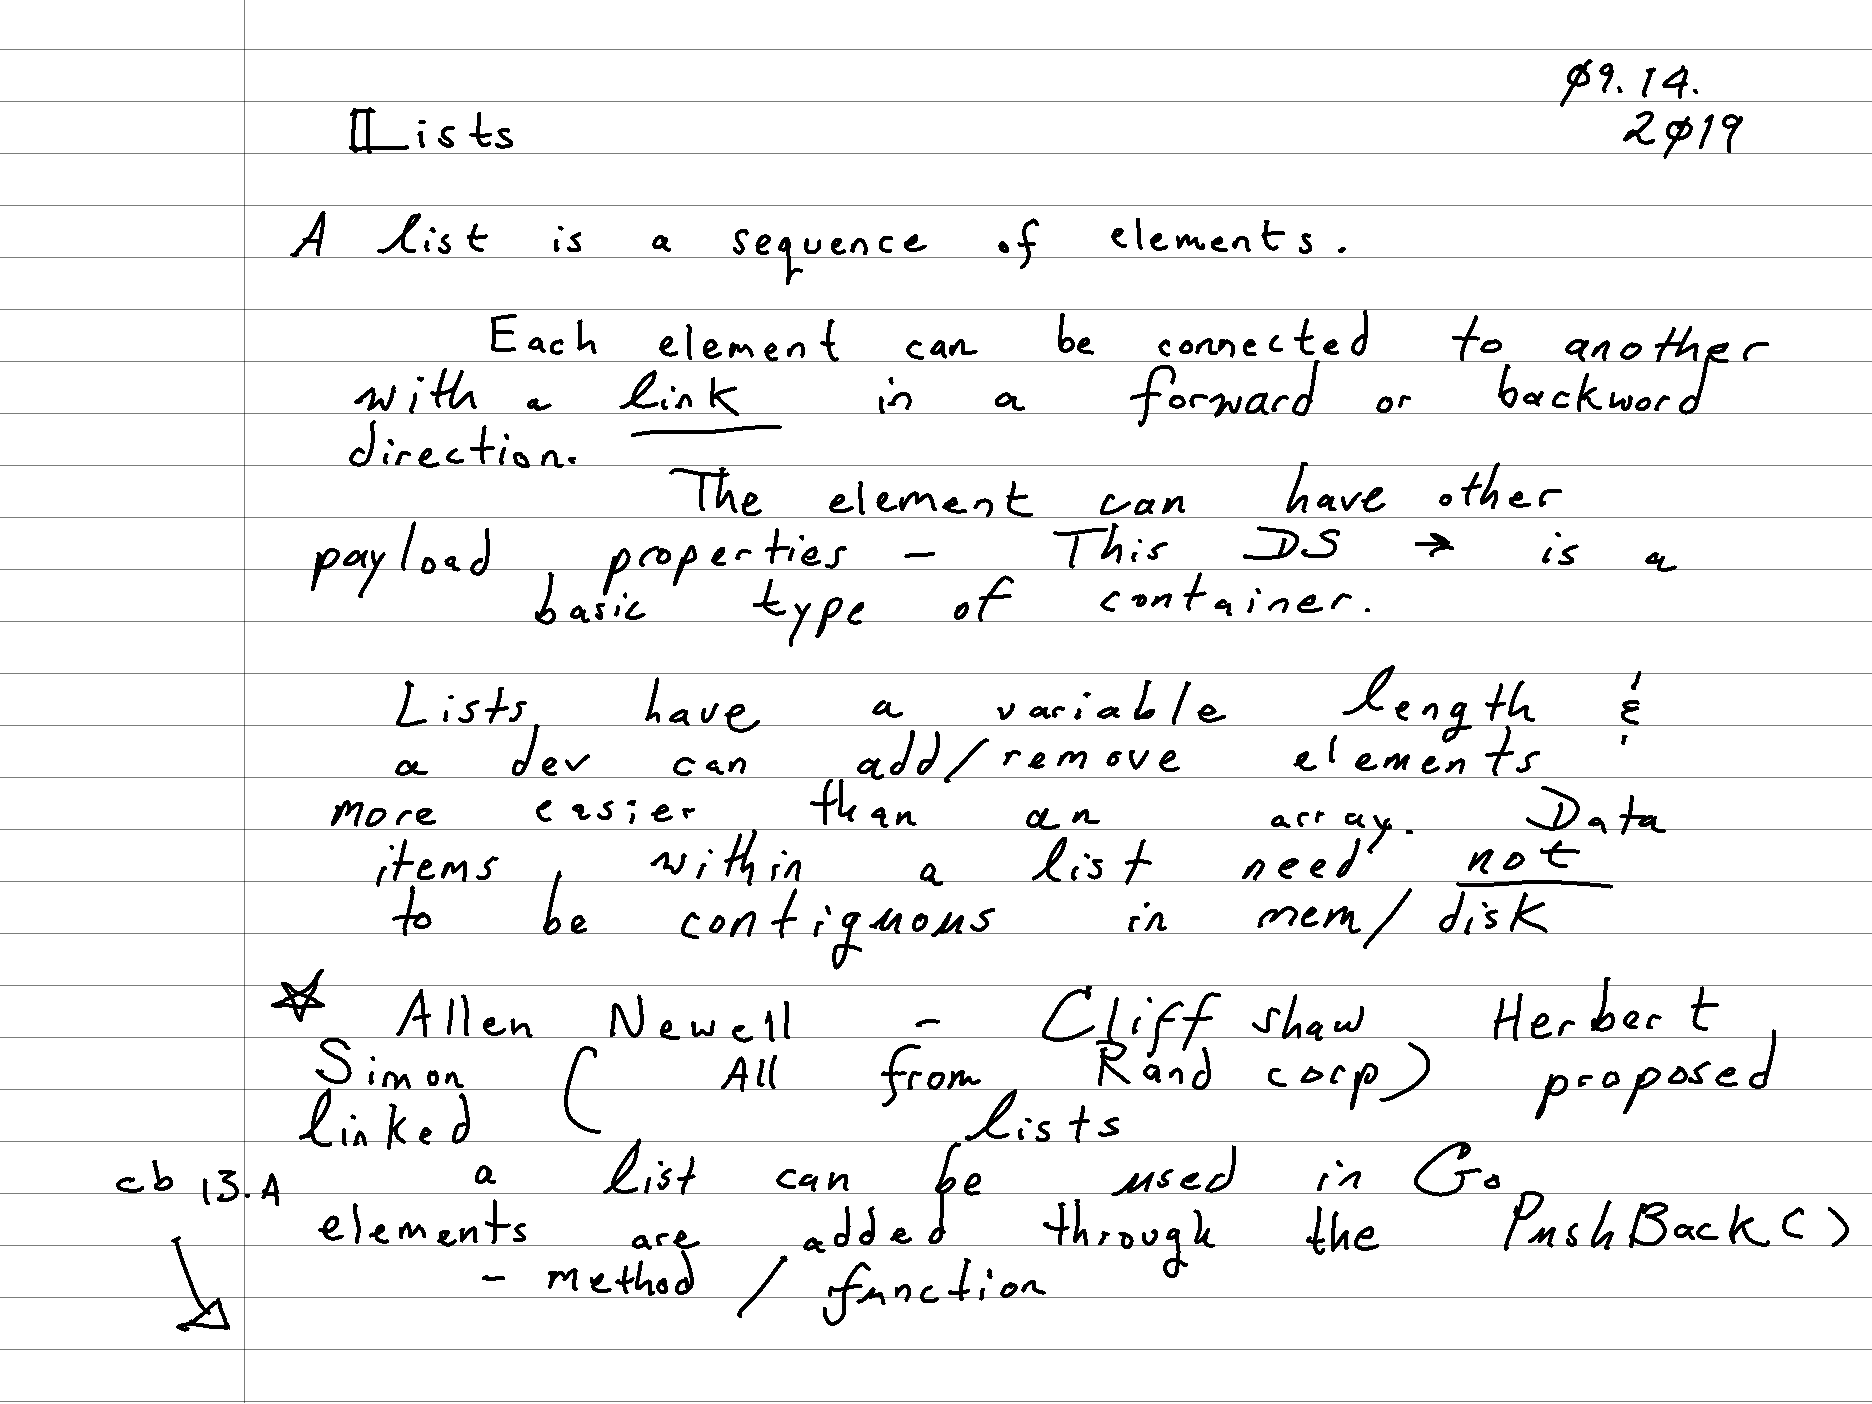 Ø9.14.
Lists 2Ø19
A list is a sequence of elements.
Each element can be connected to another
with a link in a forward or backword
direction.
The element can have other
payload properties - This DS → is a
basic type of container.
Lists have a variable length &
a dev can add/remove elements
more easier than an array. Data
items within a list need not
to be contiguous in mem/disk
☆ Allen Newell - Cliff shaw Herbert
Simon ( All from Rand corp) proposed
linked lists
cb 13.A a list can be used in Go
elements are added through the PushBack()
- method / function